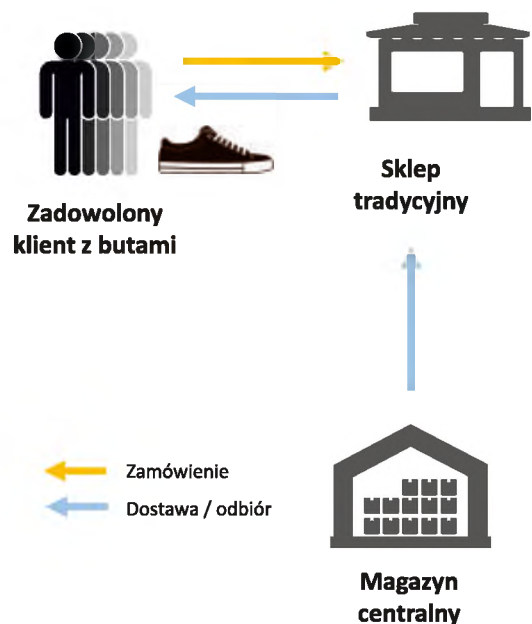 Zadowolony
klient z butami
Sklep
tradycyjny
Zamówienie
Dostawa / odbiór
Magazyn
centralny